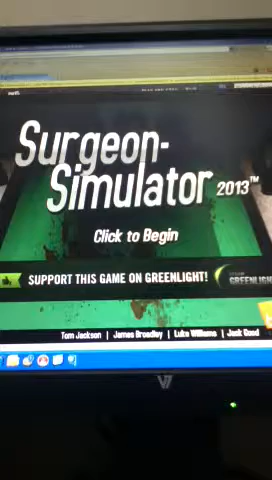 Surgeon-
Simulator 2013™
Click to Begin
SUPPORT THIS GAME ON GREENLIGHT!
GREENLIGHT
Tom Jackson | James Broadley | Luke Williams | Jack Good